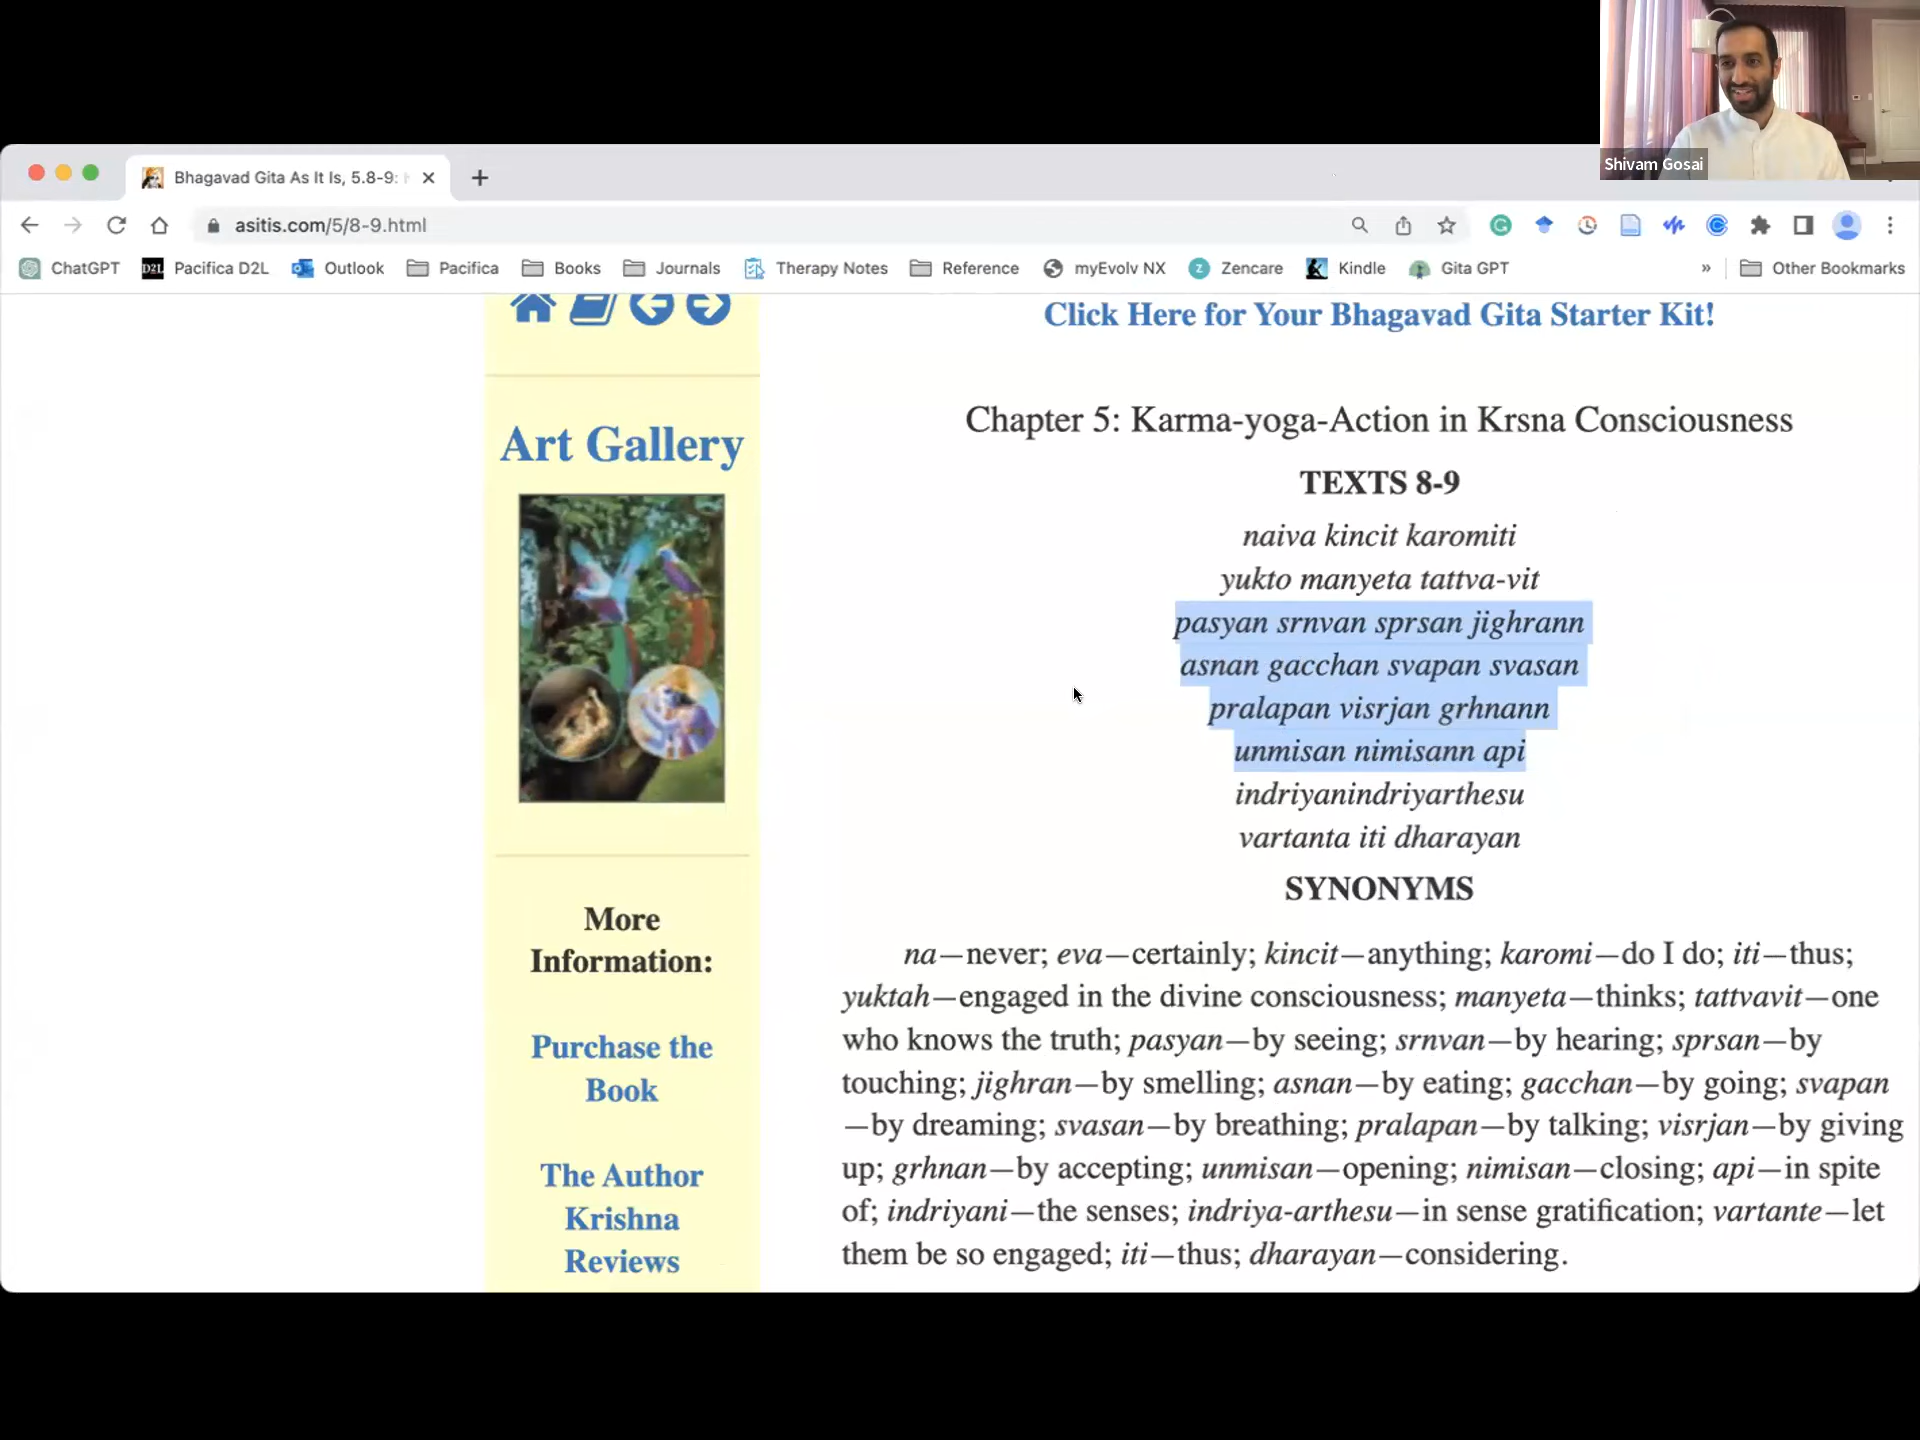 Shivam Gosai
Bhagavad Gita As It Is, 5.8-9:
asitis.com/5/8-9.html
ChatGPT D2L Pacifica D2L Outlook Pacifica Books Journals Therapy Notes Reference myEvolv NX Z Zencare Kindle Gita GPT » Other Bookmarks
Click Here for Your Bhagavad Gita Starter Kit!
Art Gallery
More
Information:
Purchase the
Book
The Author
Krishna
Reviews
Chapter 5: Karma-yoga-Action in Krsna Consciousness
TEXTS 8-9
naiva kincit karomiti
yukto manyeta tattva-vit
pasyan srnvan sprsan jighrann
asnan gacchan svapan svasan
pralapan visrjan grhnann
unmisan nimisann api
indriyanindriyarthesu
vartanta iti dharayan
SYNONYMS
na—never; eva—certainly; kincit—anything; karomi—do I do; iti—thus;
yuktah—engaged in the divine consciousness; manyeta—thinks; tattvavit—one
who knows the truth; pasyan—by seeing; srnvan—by hearing; sprsan—by
touching; jighran—by smelling; asnan—by eating; gacchan—by going; svapan
—by dreaming; svasan—by breathing; pralapan—by talking; visrjan—by giving
up; grhnan—by accepting; unmisan—opening; nimisan—closing; api—in spite
of; indriyani—the senses; indriya-arthesu—in sense gratification; vartante—let
them be so engaged; iti—thus; dharayan—considering.